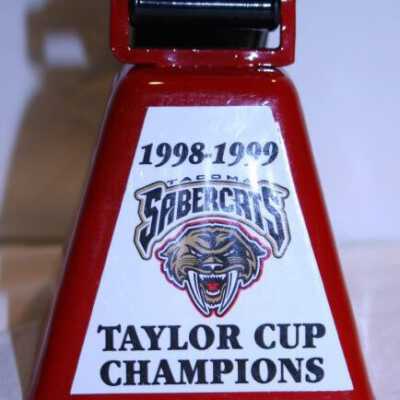 1998-1999
TACOMA
SABERCATS
TAYLOR CUP
CHAMPIONS